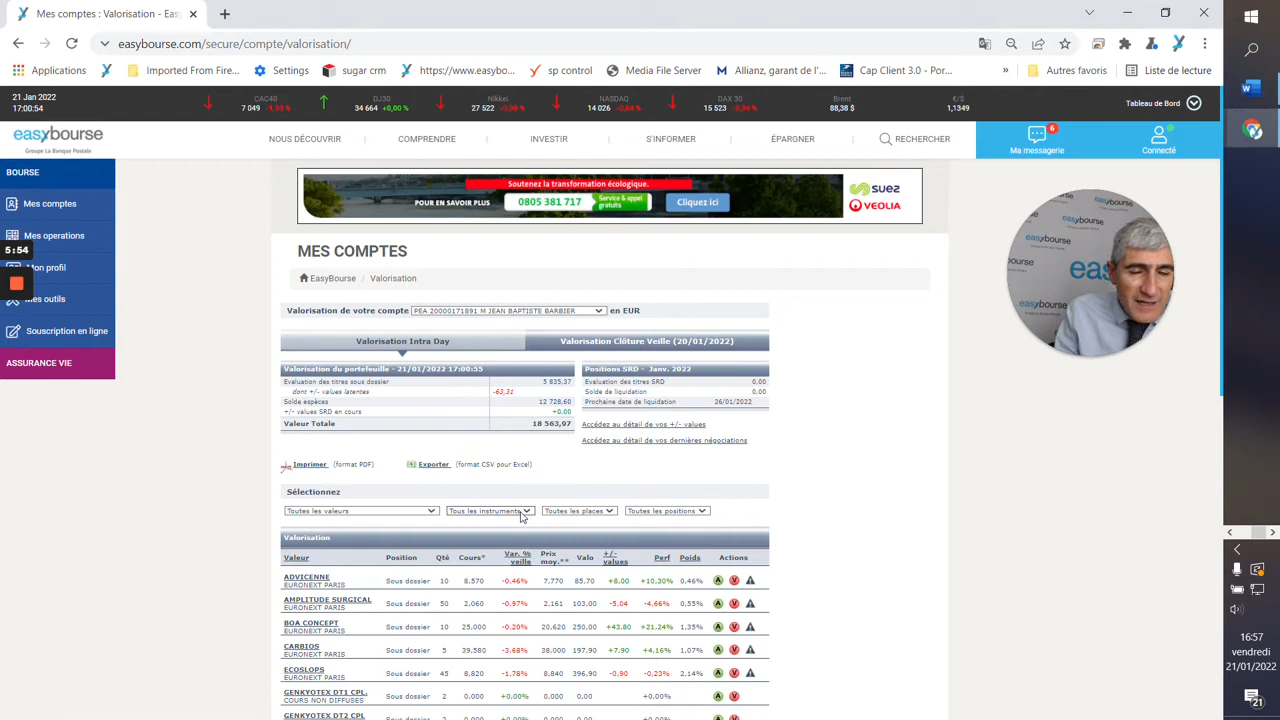 Mes comptes : Valorisation - Eas
easybourse.com/secure/compte/valorisation/
Applications
Imported From Fire...
Settings
sugar crm
https://www.easybo...
sp control
Media File Server
Allianz, garant de l'...
Cap Client 3.0 - Por...
»
Autres favoris
Liste de lecture
21 Jan 2022
17:00:54
CAC40
7 049
DJ30
34 664 +0,00 %
Nikkei
27 522
NASDAQ
14 026
DAX 30
15 523
Brent
88,38 $
€/$
1,1349
Tableau de Bord
easybourse
Groupe La Banque Postale
NOUS DÉCOUVRIR
COMPRENDRE
INVESTIR
S'INFORMER
ÉPARGNER
RECHERCHER
6
Ma messagerie
Connecté
BOURSE
Mes comptes
Mes operations
5:54
Mon profil
Mes outils
Souscription en ligne
ASSURANCE VIE
Soutenez la transformation écologique.
POUR EN SAVOIR PLUS
0805 381 717
Service & appel
gratuits
Cliquez ici
SUEZ
VEOLIA
MES COMPTES
EasyBourse / Valorisation
Valorisation de votre compte PEA 20000171891 M JEAN BAPTISTE BARBIER en EUR
Valorisation Intra Day
Valorisation Clôture Veille (20/01/2022)
Valorisation du portefeuille - 21/01/2022 17:00:55
Evaluation des titres sous dossier 5 835,37
dont +/- values latentes -63,31
Solde espèces 12 728,60
+/- values SRD en cours +0,00
Valeur Totale 18 563,97
Positions SRD - Janv. 2022
Evaluation des titres SRD 0,00
Solde de liquidation 0,00
Prochaine date de liquidation 26/01/2022
Accédez au détail de vos +/- values
Accédez au détail de vos dernières négociations
Imprimer (format PDF)
Exporter (format CSV pour Excel)
Sélectionnez
Toutes les valeurs
Tous les instruments
Toutes les places
Toutes les positions
Valorisation
Valeur Position Qté Cours* Var. % veille Prix moy.** Valo +/- values Perf Poids Actions
ADVICENNE Sous dossier 10 8,570 -0,46% 7,770 85,70 +8,00 +10,30% 0,46% A V
EURONEXT PARIS
AMPLITUDE SURGICAL Sous dossier 50 2,060 -0,97% 2,161 103,00 -5,04 -4,66% 0,55% A V
EURONEXT PARIS
BOA CONCEPT Sous dossier 10 25,000 -0,20% 20,620 250,00 +43,80 +21,24% 1,35% A V
EURONEXT PARIS
CARBIOS Sous dossier 5 39,580 -3,68% 38,000 197,90 +7,90 +4,16% 1,07% A V
EURONEXT PARIS
ECOSLOPS Sous dossier 45 8,820 -1,78% 8,840 396,90 -0,90 -0,23% 2,14% A V
EURONEXT PARIS
GENKYOTEX DT1 CPL. Sous dossier 2 0,000 +0,00% 0,000 0,00 +0,00% A V
COURS NON DIFFUSES
GENKYOTEX DT2 CPL
16:57
vendredi
21/01/2022
21